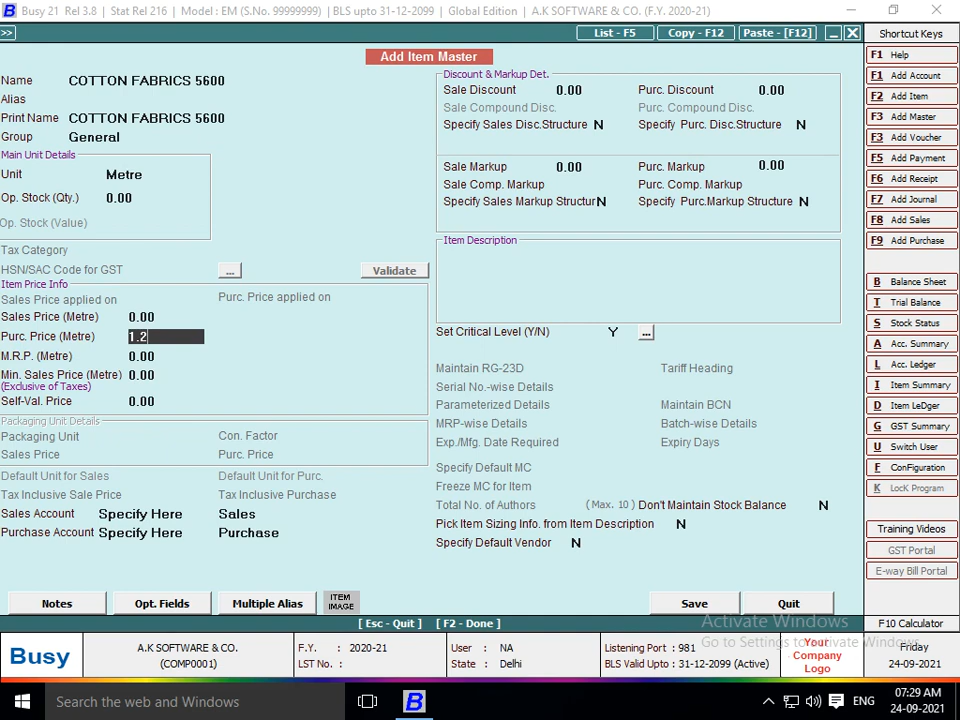 Busy 21 Rel 3.8 | Stat Rel 216 | Model : EM (S.No. 99999999) | BLS upto 31-12-2099 | Global Edition | A.K SOFTWARE & CO. (F.Y. 2020-21)
>> List - F5 Copy - F12 Paste - [F12]
Add Item Master
Name COTTON FABRICS 5600
Alias
Print Name COTTON FABRICS 5600
Group General
Main Unit Details
Unit Metre
Op. Stock (Qty.) 0.00
Op. Stock (Value)
Tax Category
HSN/SAC Code for GST ... Validate
Item Price Info
Sales Price applied on Purc. Price applied on
Sales Price (Metre) 0.00
Purc. Price (Metre) 1.2
M.R.P. (Metre) 0.00
Min. Sales Price (Metre) 0.00
(Exclusive of Taxes)
Self-Val. Price 0.00
Packaging Unit Details
Packaging Unit Con. Factor
Sales Price Purc. Price
Default Unit for Sales Default Unit for Purc.
Tax Inclusive Sale Price Tax Inclusive Purchase
Sales Account Specify Here Sales
Purchase Account Specify Here Purchase
Discount & Markup Det.
Sale Discount 0.00 Purc. Discount 0.00
Sale Compound Disc. Purc. Compound Disc.
Specify Sales Disc.Structure N Specify Purc. Disc.Structure N
Sale Markup 0.00 Purc. Markup 0.00
Sale Comp. Markup Purc. Comp. Markup
Specify Sales Markup Structur N Specify Purc.Markup Structure N
Item Description
Set Critical Level (Y/N) Y ...
Maintain RG-23D Tariff Heading
Serial No.-wise Details
Parameterized Details Maintain BCN
MRP-wise Details Batch-wise Details
Exp./Mfg. Date Required Expiry Days
Specify Default MC
Freeze MC for Item
Total No. of Authors (Max. 10) Don't Maintain Stock Balance N
Pick Item Sizing Info. from Item Description N
Specify Default Vendor N
Notes Opt. Fields Multiple Alias ITEM IMAGE Save Quit
[ Esc - Quit ] [ F2 - Done ]
Shortcut Keys
F1 Help
F1 Add Account
F2 Add Item
F3 Add Master
F3 Add Voucher
F5 Add Payment
F6 Add Receipt
F7 Add Journal
F8 Add Sales
F9 Add Purchase
B Balance Sheet
T Trial Balance
S Stock Status
A Acc. Summary
L Acc. Ledger
I Item Summary
D Item LeDger
G GST Summary
U Switch User
F ConFiguration
K LocK Program
Training Videos
GST Portal
E-way Bill Portal
F10 Calculator
Activate Windows
Go to Settings to activate Windows.
Busy
A.K SOFTWARE & CO.
(COMP0001)
F.Y. : 2020-21
LST No. :
User : NA
State : Delhi
Listening Port : 981
BLS Valid Upto : 31-12-2099 (Active)
Your
Company
Logo
Friday
24-09-2021
Search the web and Windows
B
ENG
07:29 AM
24-09-2021